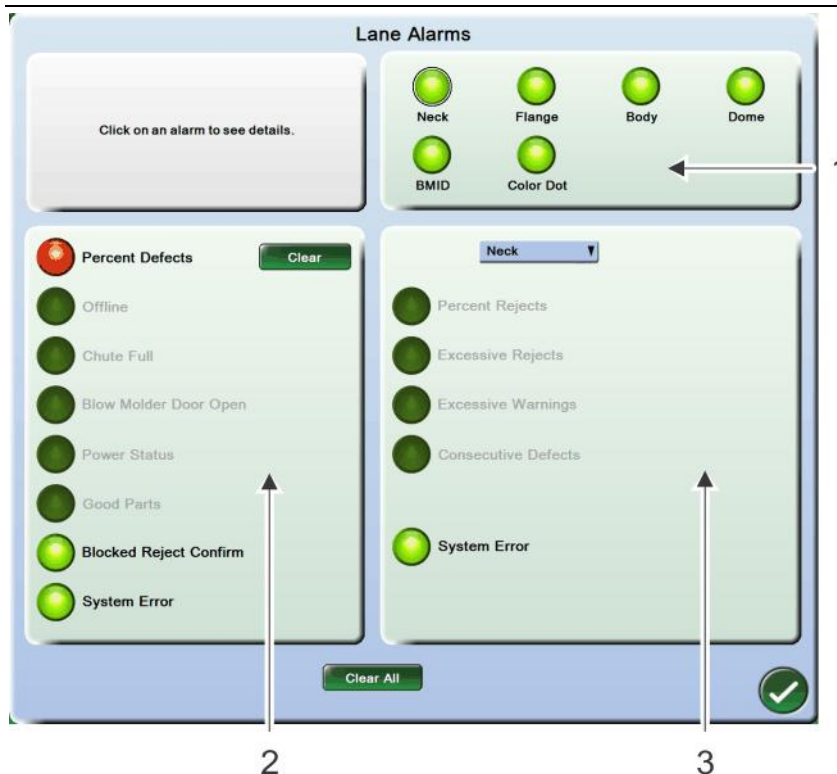 Lane Alarms
Click on an alarm to see details.
Neck Flange Body Dome
BMID Color Dot
1
Percent Defects Clear
Offline
Chute Full
Blow Molder Door Open
Power Status
Good Parts
Blocked Reject Confirm
System Error
Neck
Percent Rejects
Excessive Rejects
Excessive Warnings
Consecutive Defects
System Error
Clear All
2 3